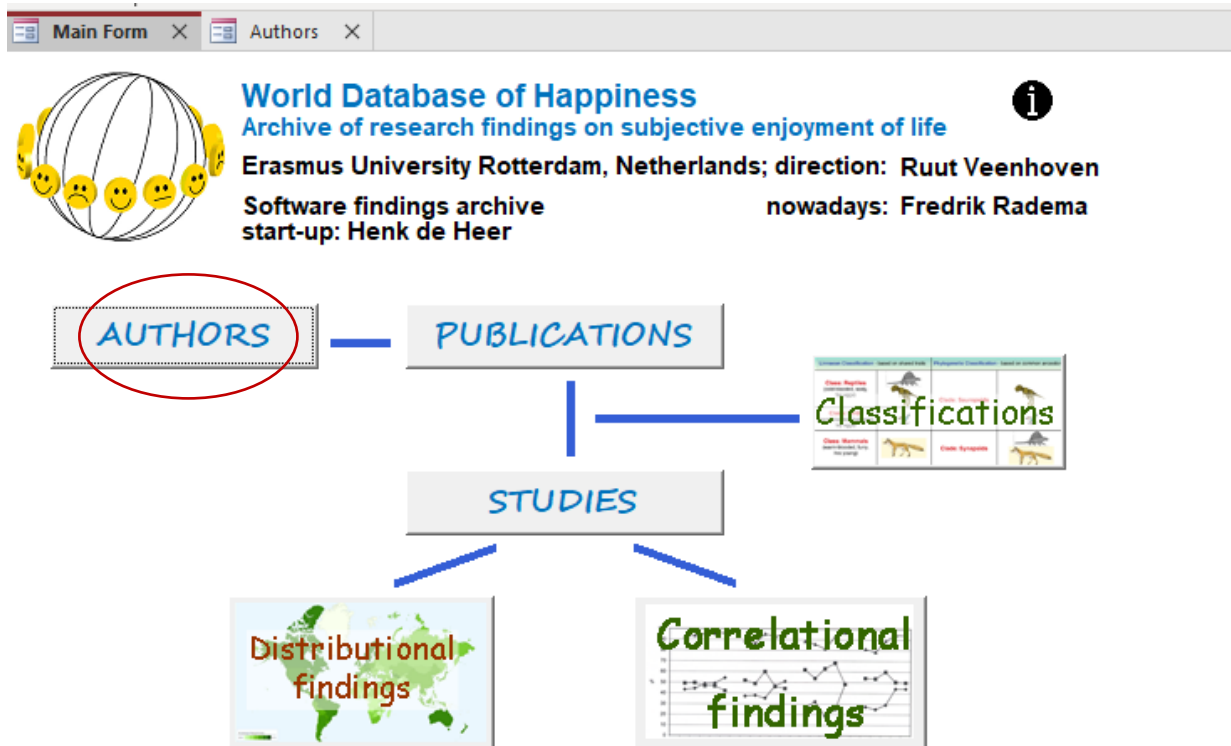 Main Form
Authors
World Database of Happiness
Archive of research findings on subjective enjoyment of life
Erasmus University Rotterdam, Netherlands; direction: Ruut Veenhoven
Software findings archive nowadays: Fredrik Radema
start-up: Henk de Heer
AUTHORS
PUBLICATIONS
Classifications
STUDIES
Distributional
findings
Correlational
findings